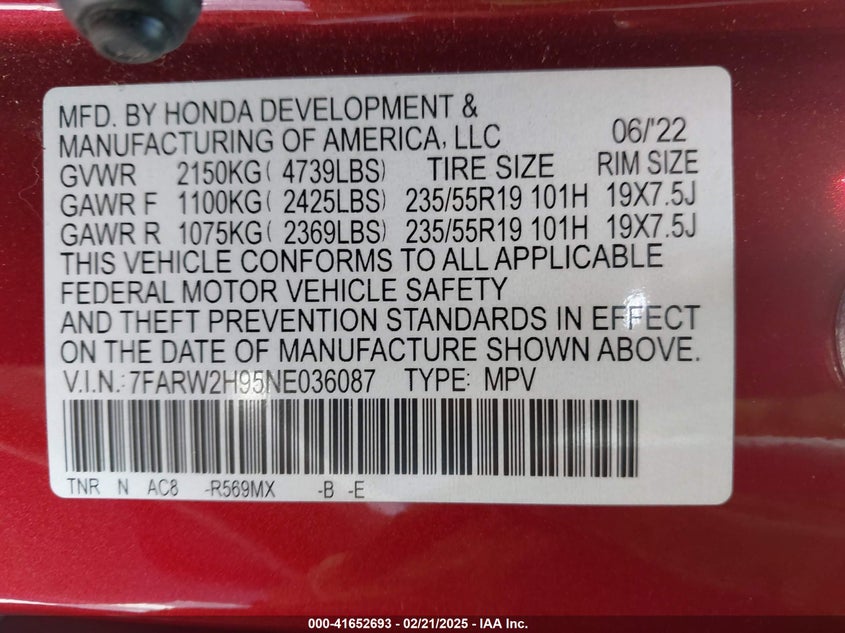 MFD. BY HONDA DEVELOPMENT &
MANUFACTURING OF AMERICA, LLC 06/'22
GVWR 2150KG( 4739LBS) TIRE SIZE RIM SIZE
GAWR F 1100KG( 2425LBS) 235/55R19 101H 19X7.5J
GAWR R 1075KG( 2369LBS) 235/55R19 101H 19X7.5J
THIS VEHICLE CONFORMS TO ALL APPLICABLE
FEDERAL MOTOR VEHICLE SAFETY
AND THEFT PREVENTION STANDARDS IN EFFECT
ON THE DATE OF MANUFACTURE SHOWN ABOVE.
V.I.N.: 7FARW2H95NE036087 TYPE: MPV
TNR N AC8 -R569MX -B -E
000-41652693 - 02/21/2025 - IAA Inc.